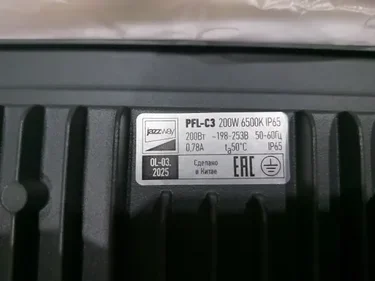 jazzway
PFL-C3 200W 6500K IP65
200Вт ~198-253В 50-60Гц
0,78A ta50°C IP65
OL-03.
2025
Сделано
в Китае
EAC